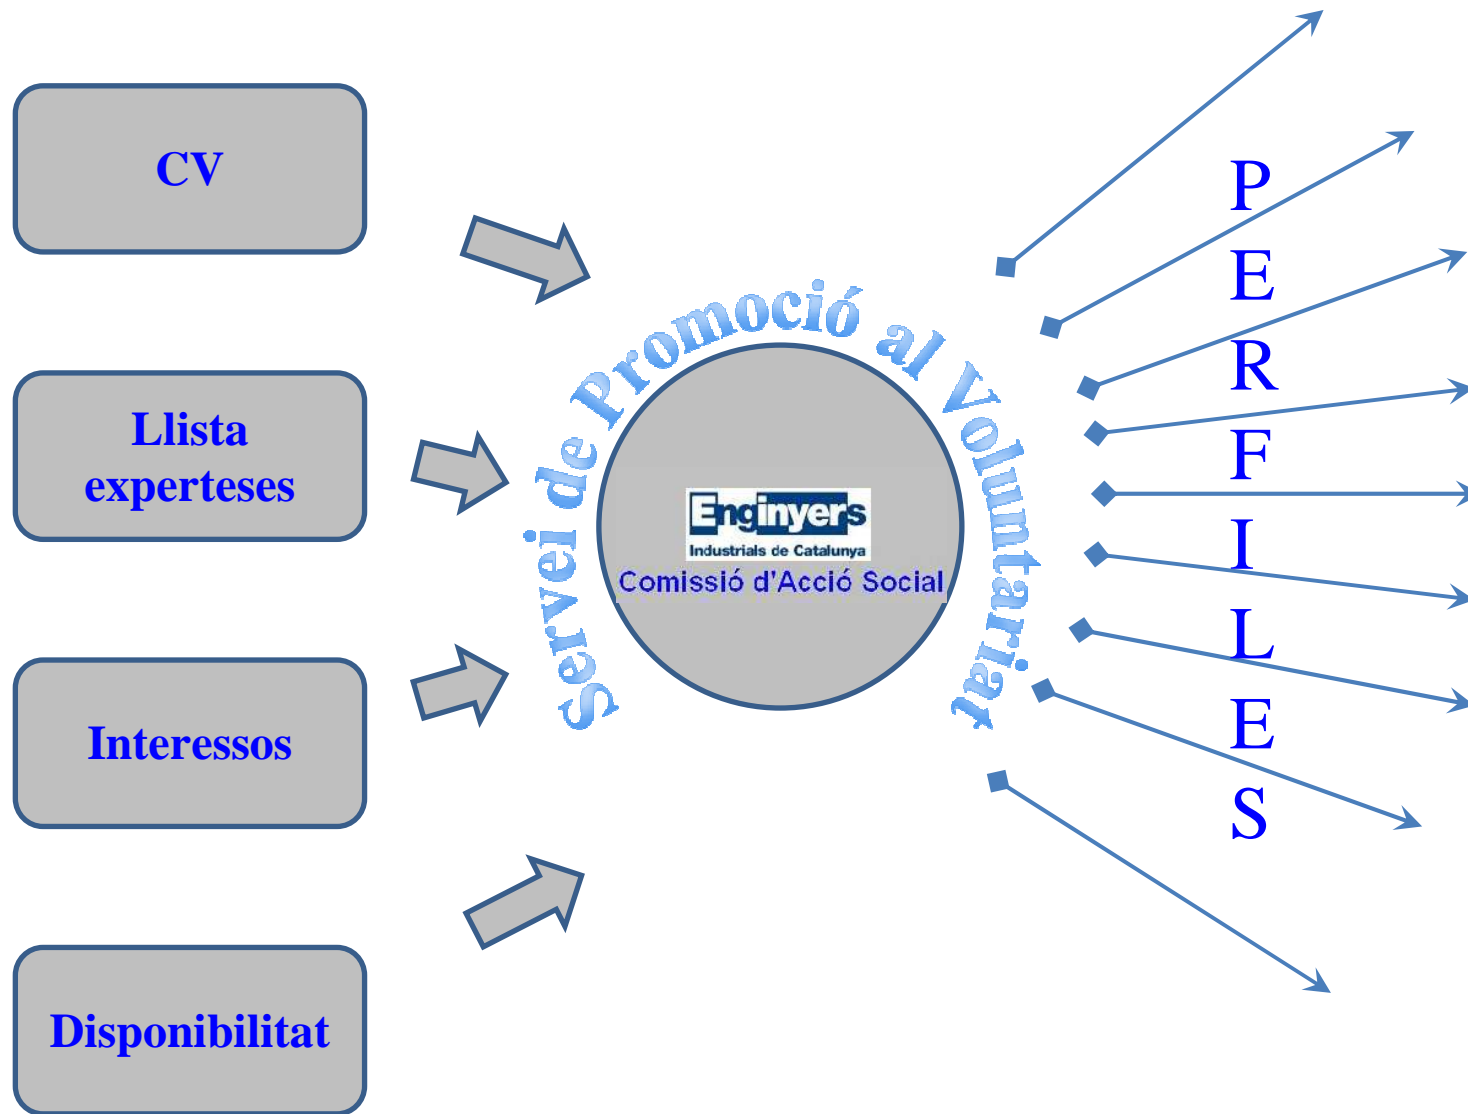 CV
Llista
experteses
Interessos
Disponibilitat
Servei de Promoció al Voluntariat
Enginyers
Industrials de Catalunya
Comissió d'Acció Social
P
E
R
F
I
L
E
S